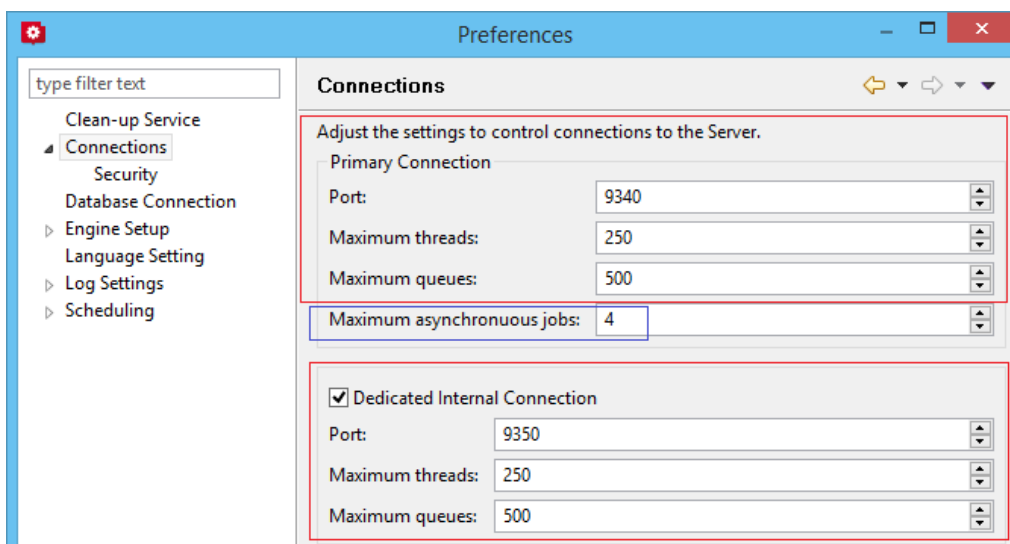 Preferences
type filter text
Clean-up Service
Connections
Security
Database Connection
Engine Setup
Language Setting
Log Settings
Scheduling
Connections
Adjust the settings to control connections to the Server.
Primary Connection
Port: 9340
Maximum threads: 250
Maximum queues: 500
Maximum asynchronuous jobs: 4
Dedicated Internal Connection
Port: 9350
Maximum threads: 250
Maximum queues: 500